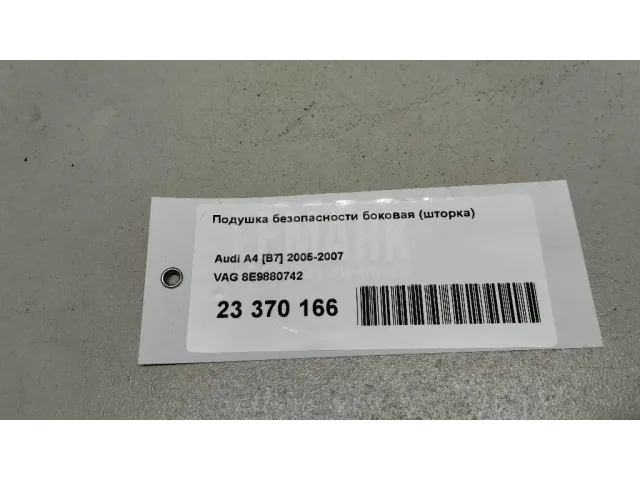 Подушка безопасности боковая (шторка)
Audi A4 [B7] 2005-2007
VAG 8E9880742
23 370 166